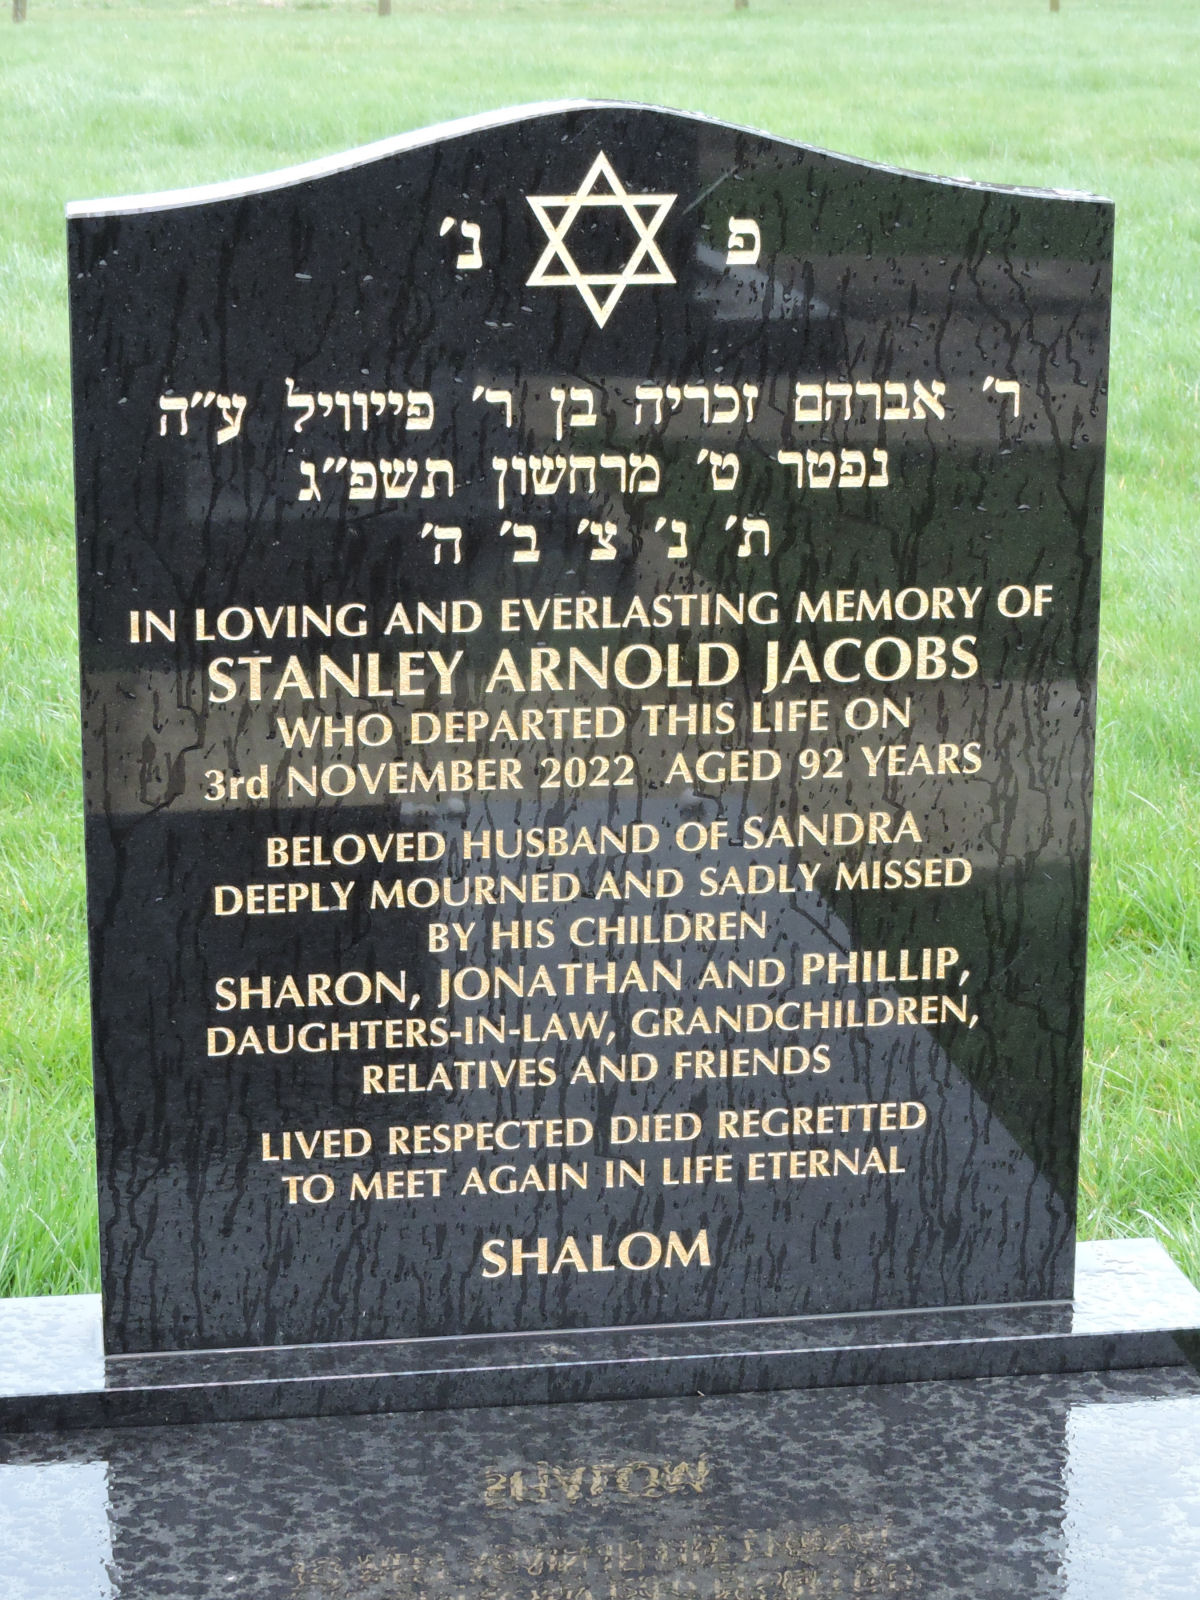 פ נ׳
ר׳ אברהם זכריה בן ר׳ פייוויל ע״ה
נפטר ט׳ מרחשון תשפ״ג
ת׳ נ׳ צ׳ ב׳ ה׳
IN LOVING AND EVERLASTING MEMORY OF
STANLEY ARNOLD JACOBS
WHO DEPARTED THIS LIFE ON
3rd NOVEMBER 2022 AGED 92 YEARS
BELOVED HUSBAND OF SANDRA
DEEPLY MOURNED AND SADLY MISSED
BY HIS CHILDREN
SHARON, JONATHAN AND PHILLIP,
DAUGHTERS-IN-LAW, GRANDCHILDREN,
RELATIVES AND FRIENDS
LIVED RESPECTED DIED REGRETTED
TO MEET AGAIN IN LIFE ETERNAL
SHALOM